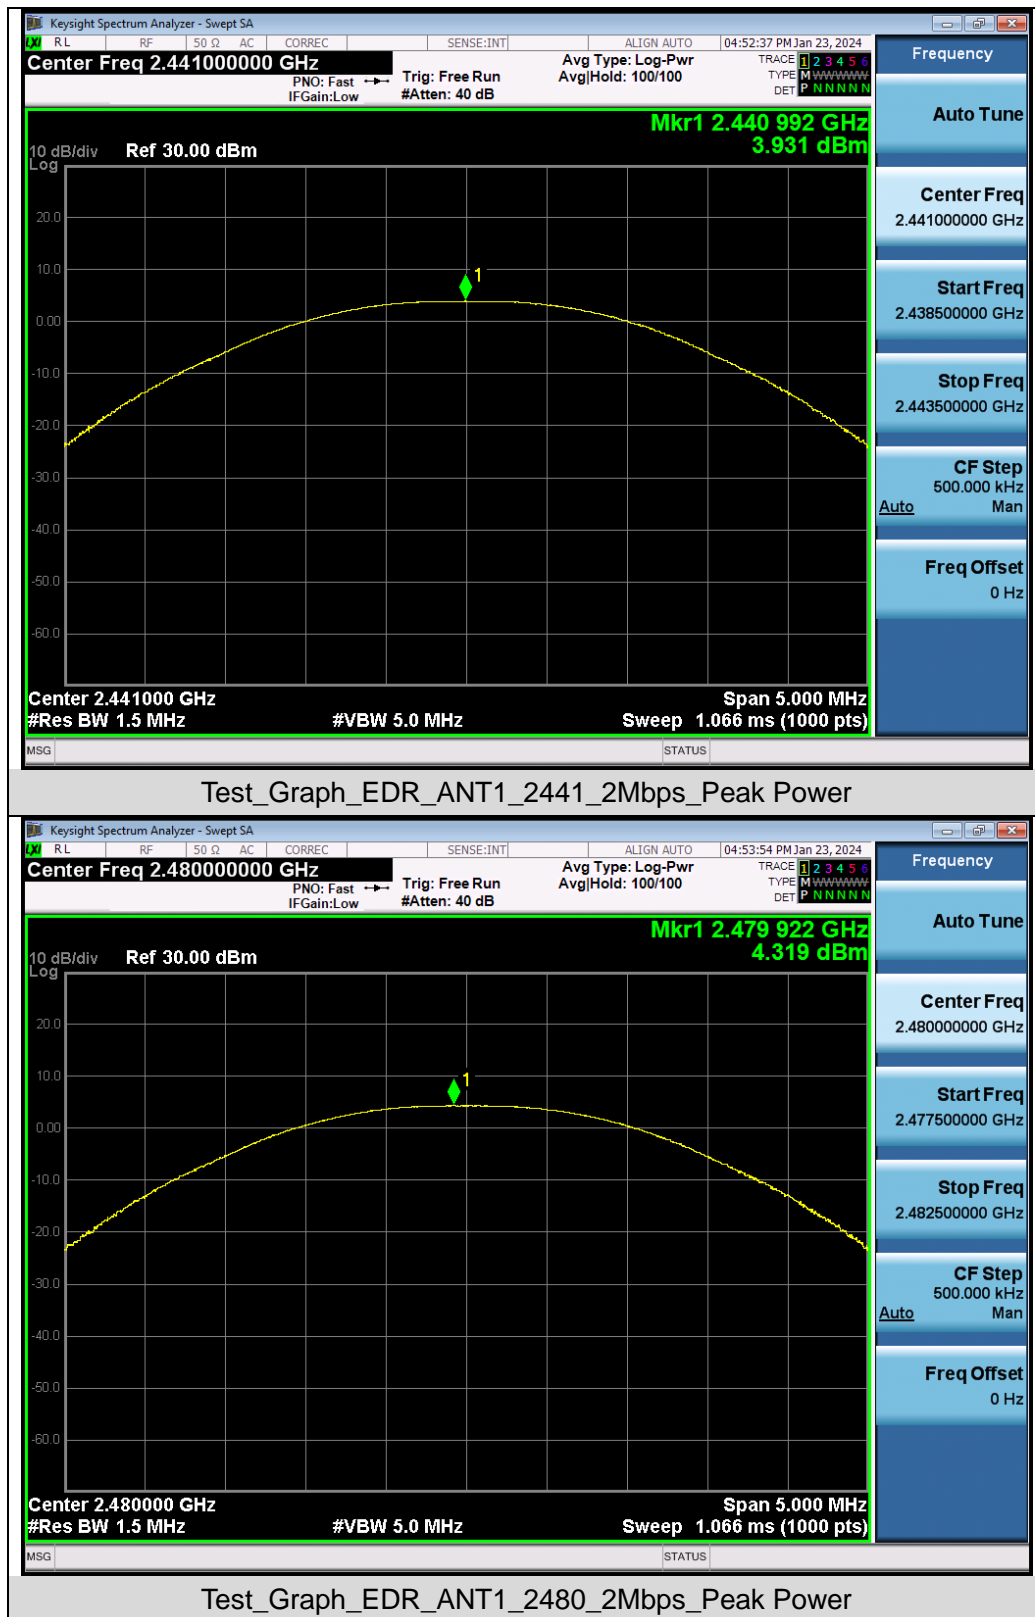 Keysight Spectrum Analyzer - Swept SA
LXI RL RF 50 Ω AC CORREC SENSE:INT ALIGN AUTO 04:52:37 PM Jan 23, 2024
Center Freq 2.441000000 GHz
PNO: Fast
IFGain:Low
Trig: Free Run
#Atten: 40 dB
Avg Type: Log-Pwr
Avg|Hold: 100/100
TRACE 1 2 3 4 5 6
TYPE M WWWWW
DET P N N N N N
Mkr1 2.440 992 GHz
3.931 dBm
10 dB/div Ref 30.00 dBm
Log
20.0
10.0
1
0.00
-10.0
-20.0
-30.0
-40.0
-50.0
-60.0
Center 2.441000 GHz Span 5.000 MHz
#Res BW 1.5 MHz #VBW 5.0 MHz Sweep 1.066 ms (1000 pts)
MSG STATUS
Frequency
Auto Tune
Center Freq
2.441000000 GHz
Start Freq
2.438500000 GHz
Stop Freq
2.443500000 GHz
CF Step
500.000 kHz
Auto Man
Freq Offset
0 Hz
Test_Graph_EDR_ANT1_2441_2Mbps_Peak Power
Keysight Spectrum Analyzer - Swept SA
LXI RL RF 50 Ω AC CORREC SENSE:INT ALIGN AUTO 04:53:54 PM Jan 23, 2024
Center Freq 2.480000000 GHz
PNO: Fast
IFGain:Low
Trig: Free Run
#Atten: 40 dB
Avg Type: Log-Pwr
Avg|Hold: 100/100
TRACE 1 2 3 4 5 6
TYPE M WWWWW
DET P N N N N N
Mkr1 2.479 922 GHz
4.319 dBm
10 dB/div Ref 30.00 dBm
Log
20.0
10.0
1
0.00
-10.0
-20.0
-30.0
-40.0
-50.0
-60.0
Center 2.480000 GHz Span 5.000 MHz
#Res BW 1.5 MHz #VBW 5.0 MHz Sweep 1.066 ms (1000 pts)
MSG STATUS
Frequency
Auto Tune
Center Freq
2.480000000 GHz
Start Freq
2.477500000 GHz
Stop Freq
2.482500000 GHz
CF Step
500.000 kHz
Auto Man
Freq Offset
0 Hz
Test_Graph_EDR_ANT1_2480_2Mbps_Peak Power